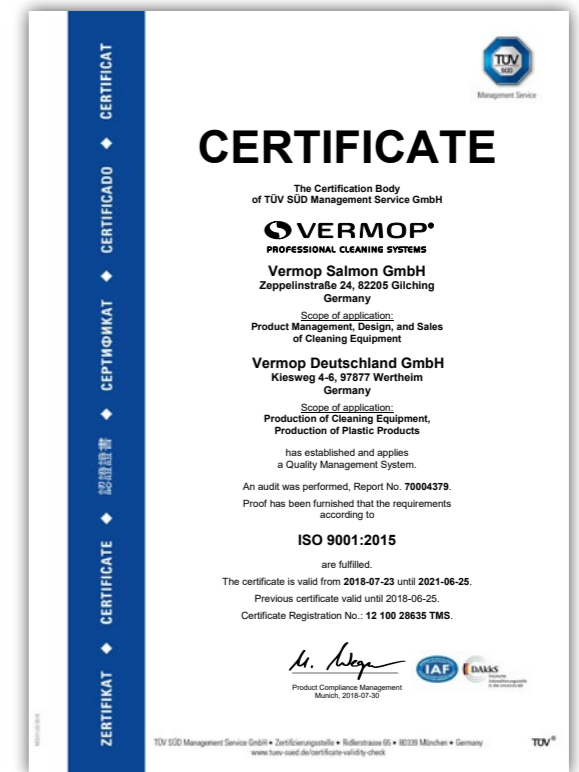 TÜV
SÜD
Management Service
CERTIFICATE
The Certification Body
of TÜV SÜD Management Service GmbH
VERMOP
PROFESSIONAL CLEANING SYSTEMS
Vermop Salmon GmbH
Zeppelinstraße 24, 82205 Gilching
Germany
Scope of application:
Product Management, Design, and Sales
of Cleaning Equipment
Vermop Deutschland GmbH
Kiesweg 4-6, 97877 Wertheim
Germany
Scope of application:
Production of Cleaning Equipment,
Production of Plastic Products
has established and applies
a Quality Management System.
An audit was performed, Report No. 70004379.
Proof has been furnished that the requirements
according to
ISO 9001:2015
are fulfilled.
The certificate is valid from 2018-07-23 until 2021-06-25.
Previous certificate valid until 2018-06-25.
Certificate Registration No.: 12 100 28635 TMS.
M. Wegner
Product Compliance Management
Munich, 2018-07-30
IAF
DAkkS
Deutsche
Akkreditierungsstelle
TÜV SÜD Management Service GmbH • Zertifizierungsstelle • Ridlerstrasse 65 • 80339 München • Germany
www.tuev-sued.de/certificate-validity-check
TÜV®
ZERTIFIKAT ◆ CERTIFICATE ◆ 認證證書 ◆ СЕРТИФИКАТ ◆ CERTIFICADO ◆ CERTIFICAT